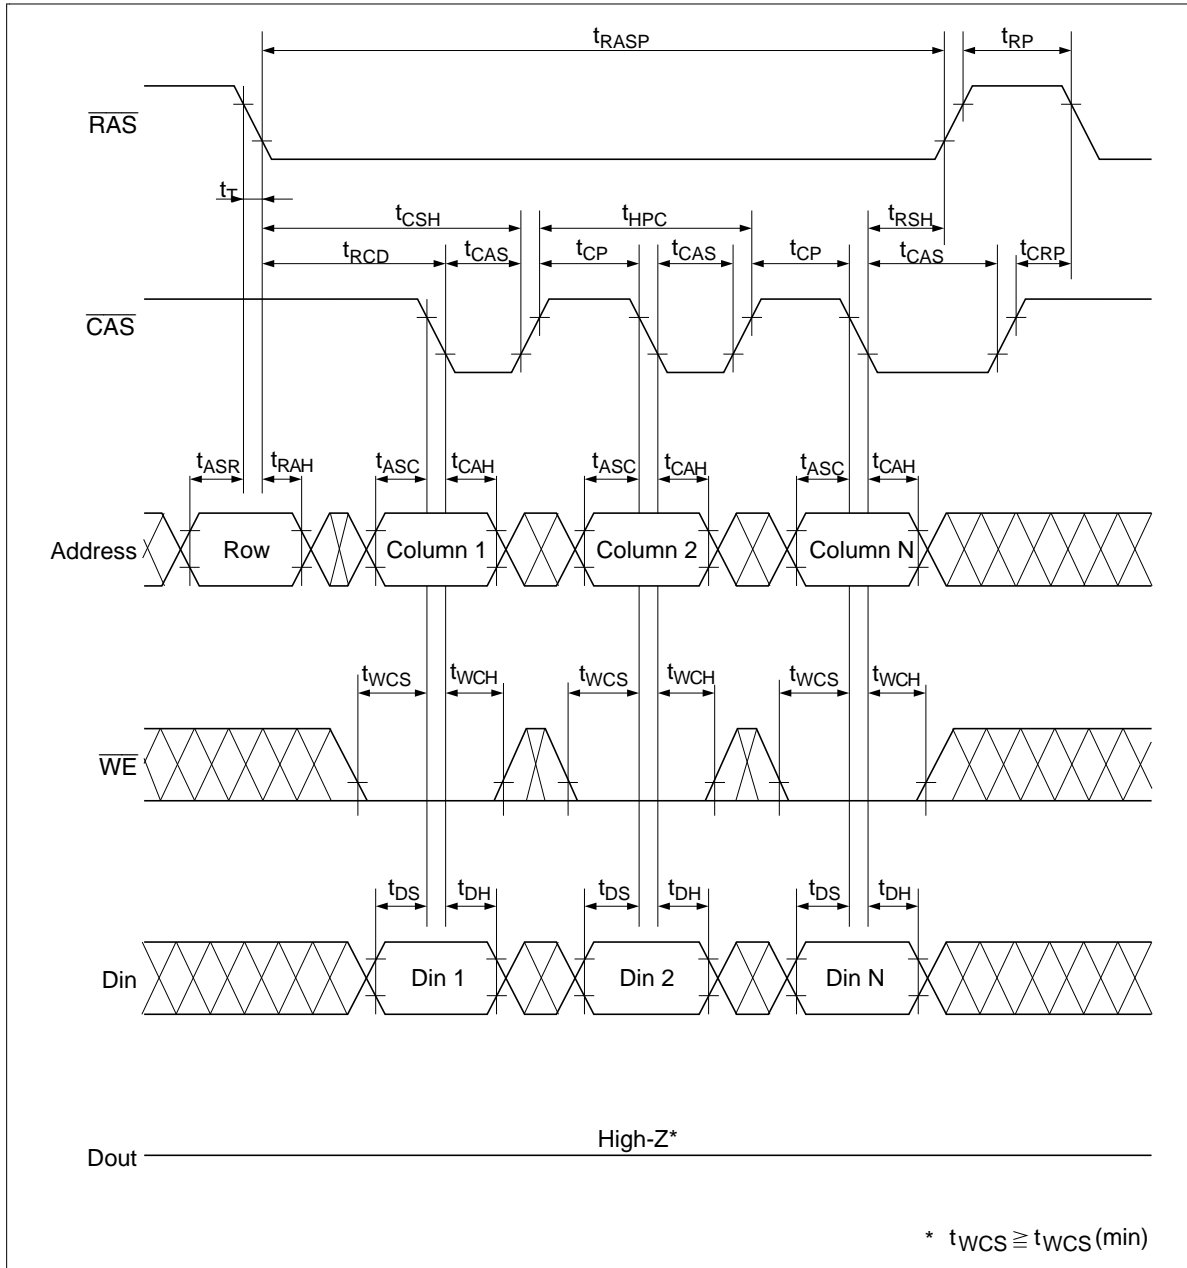 tRASP tRP
RAS
tT
tCSH tHPC tRSH
tRCD tCAS tCP tCAS tCP tCAS tCRP
CAS
tASR tRAH tASC tCAH tASC tCAH tASC tCAH
Address Row Column 1 Column 2 Column N
tWCS tWCH tWCS tWCH tWCS tWCH
WE
tDS tDH tDS tDH tDS tDH
Din Din 1 Din 2 Din N
High-Z*
Dout
* tWCS ≧ tWCS (min)